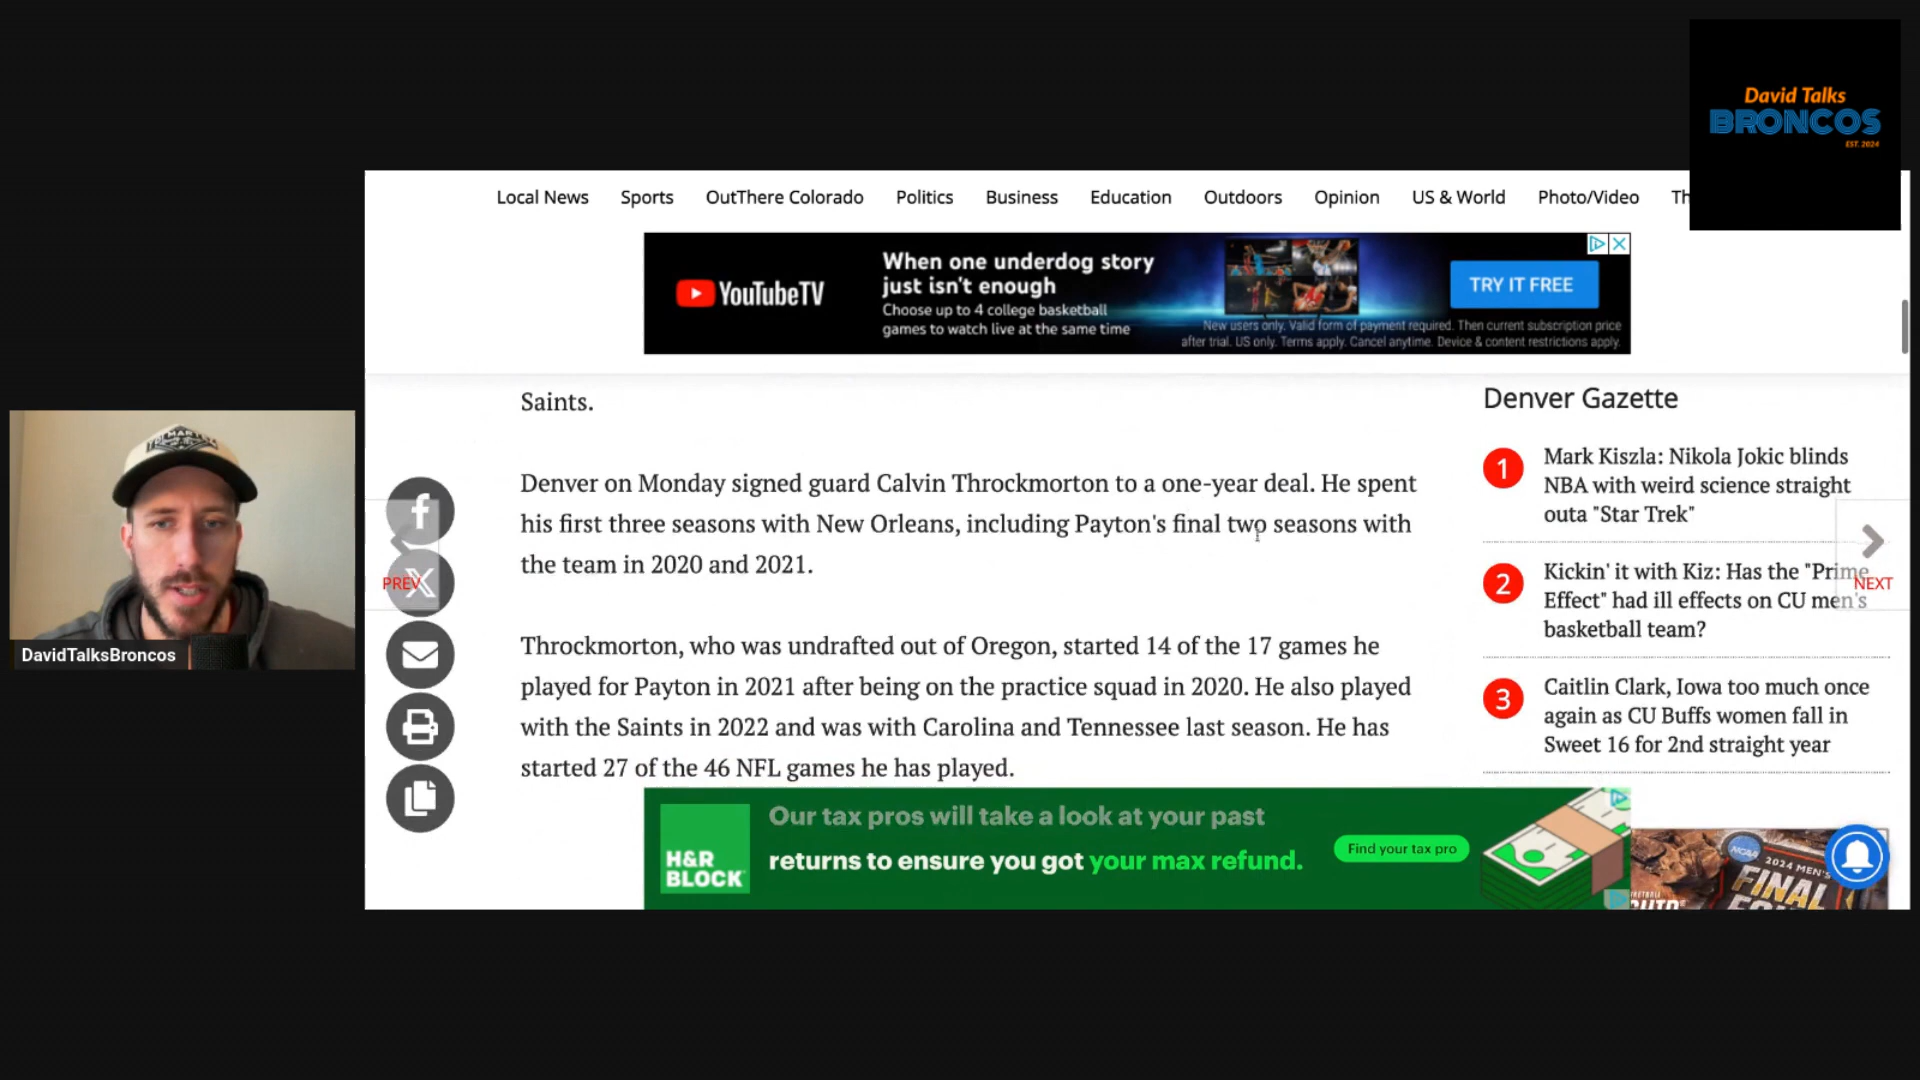 David Talks
BRONCOS
EST. 2024
Local News Sports OutThere Colorado Politics Business Education Outdoors Opinion US & World Photo/Video Th
YouTubeTV
When one underdog story
just isn't enough
Choose up to 4 college basketball
games to watch live at the same time
TRY IT FREE
New users only. Valid form of payment required. Then current subscription price
after trial. US only. Terms apply. Cancel anytime. Device & content restrictions apply.
Saints.
Denver on Monday signed guard Calvin Throckmorton to a one-year deal. He spent
his first three seasons with New Orleans, including Payton's final two seasons with
the team in 2020 and 2021.
Throckmorton, who was undrafted out of Oregon, started 14 of the 17 games he
played for Payton in 2021 after being on the practice squad in 2020. He also played
with the Saints in 2022 and was with Carolina and Tennessee last season. He has
started 27 of the 46 NFL games he has played.
PREV
NEXT
Denver Gazette
1
Mark Kiszla: Nikola Jokic blinds
NBA with weird science straight
outa "Star Trek"
2
Kickin' it with Kiz: Has the "Prime
Effect" had ill effects on CU men's
basketball team?
3
Caitlin Clark, Iowa too much once
again as CU Buffs women fall in
Sweet 16 for 2nd straight year
H&R
BLOCK
Our tax pros will take a look at your past
returns to ensure you got your max refund.
Find your tax pro
NCAA
2024 MEN'S
FINAL
DavidTalksBroncos